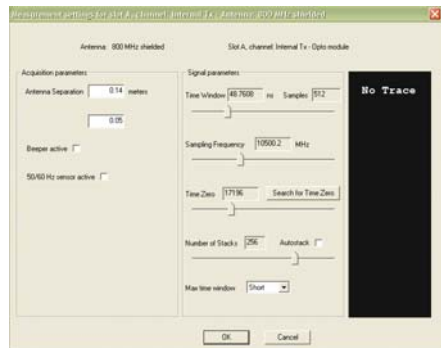 Measurement settings for slot A, channel: Internal Tx - Antenna: 800 MHz shielded
Antenna: 800 MHz shielded
Slot A, channel: Internal Tx - Opto module
Acquisition parameters
Antenna Separation 0.14 meters
0.05
Beeper active
50/60 Hz sensor active
Signal parameters
Time Window 48.7608 ns Samples 512
Sampling Frequency 10500.2 MHz
Time Zero 17196 Search for Time Zero
Number of Stacks 256 Autostack
Max time window Short
No Trace
OK Cancel